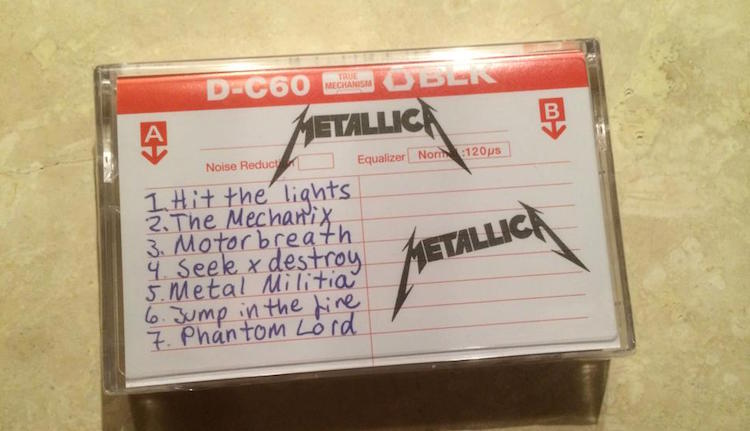 D-C60 TRUE MECHANISM BLK
METALLICA
A
B
Noise Reduction
Equalizer Normal:120μs
1. Hit the lights
2. The Mechanix
3. Motorbreath
4. Seek x destroy
5. Metal Militia
6. Jump in the fire
7. Phantom Lord
METALLICA